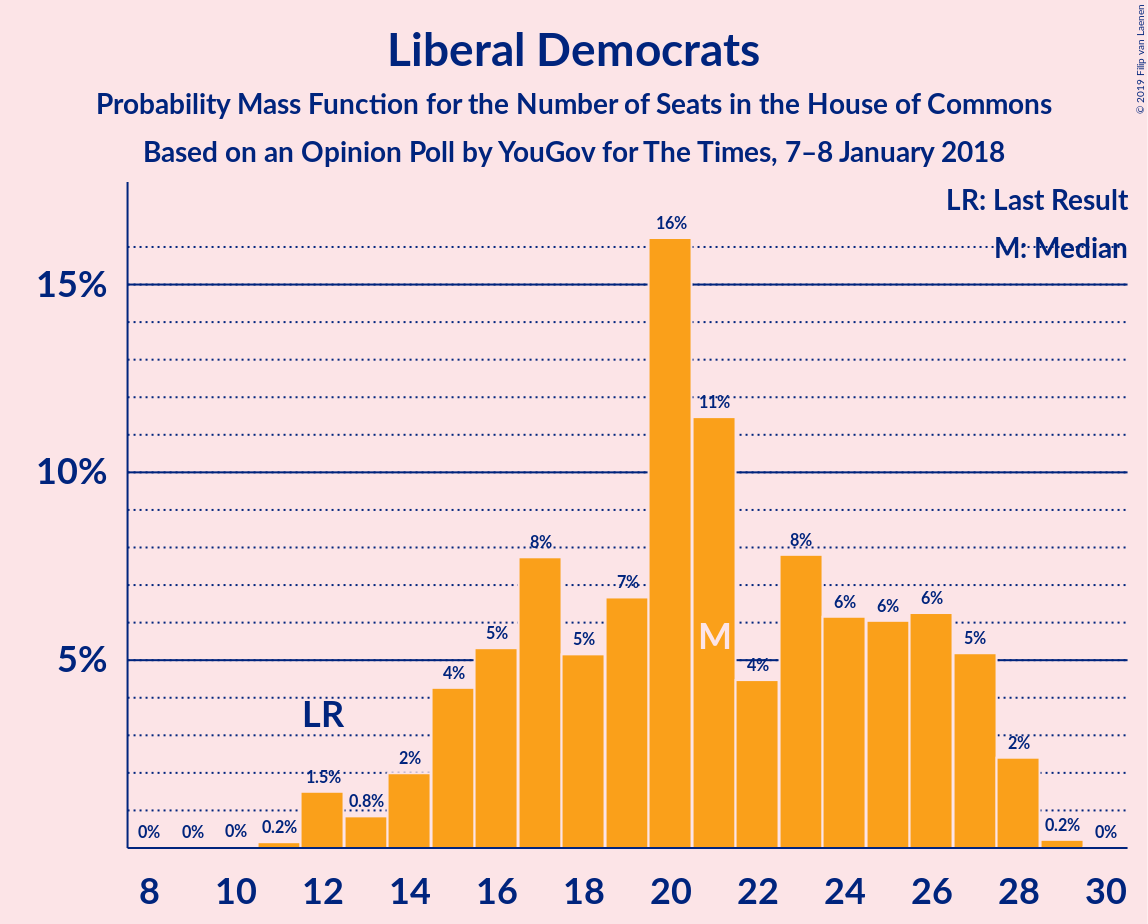 Liberal Democrats
Probability Mass Function for the Number of Seats in the House of Commons
Based on an Opinion Poll by YouGov for The Times, 7–8 January 2018
© 2019 Filip van Laenen
LR: Last Result
M: Median
15%
10%
5%
0%
0%
0%
0.2%
1.5%
0.8%
2%
4%
5%
8%
5%
7%
16%
11%
4%
8%
6%
6%
6%
5%
2%
0.2%
0%
LR
M
8 10 12 14 16 18 20 22 24 26 28 30